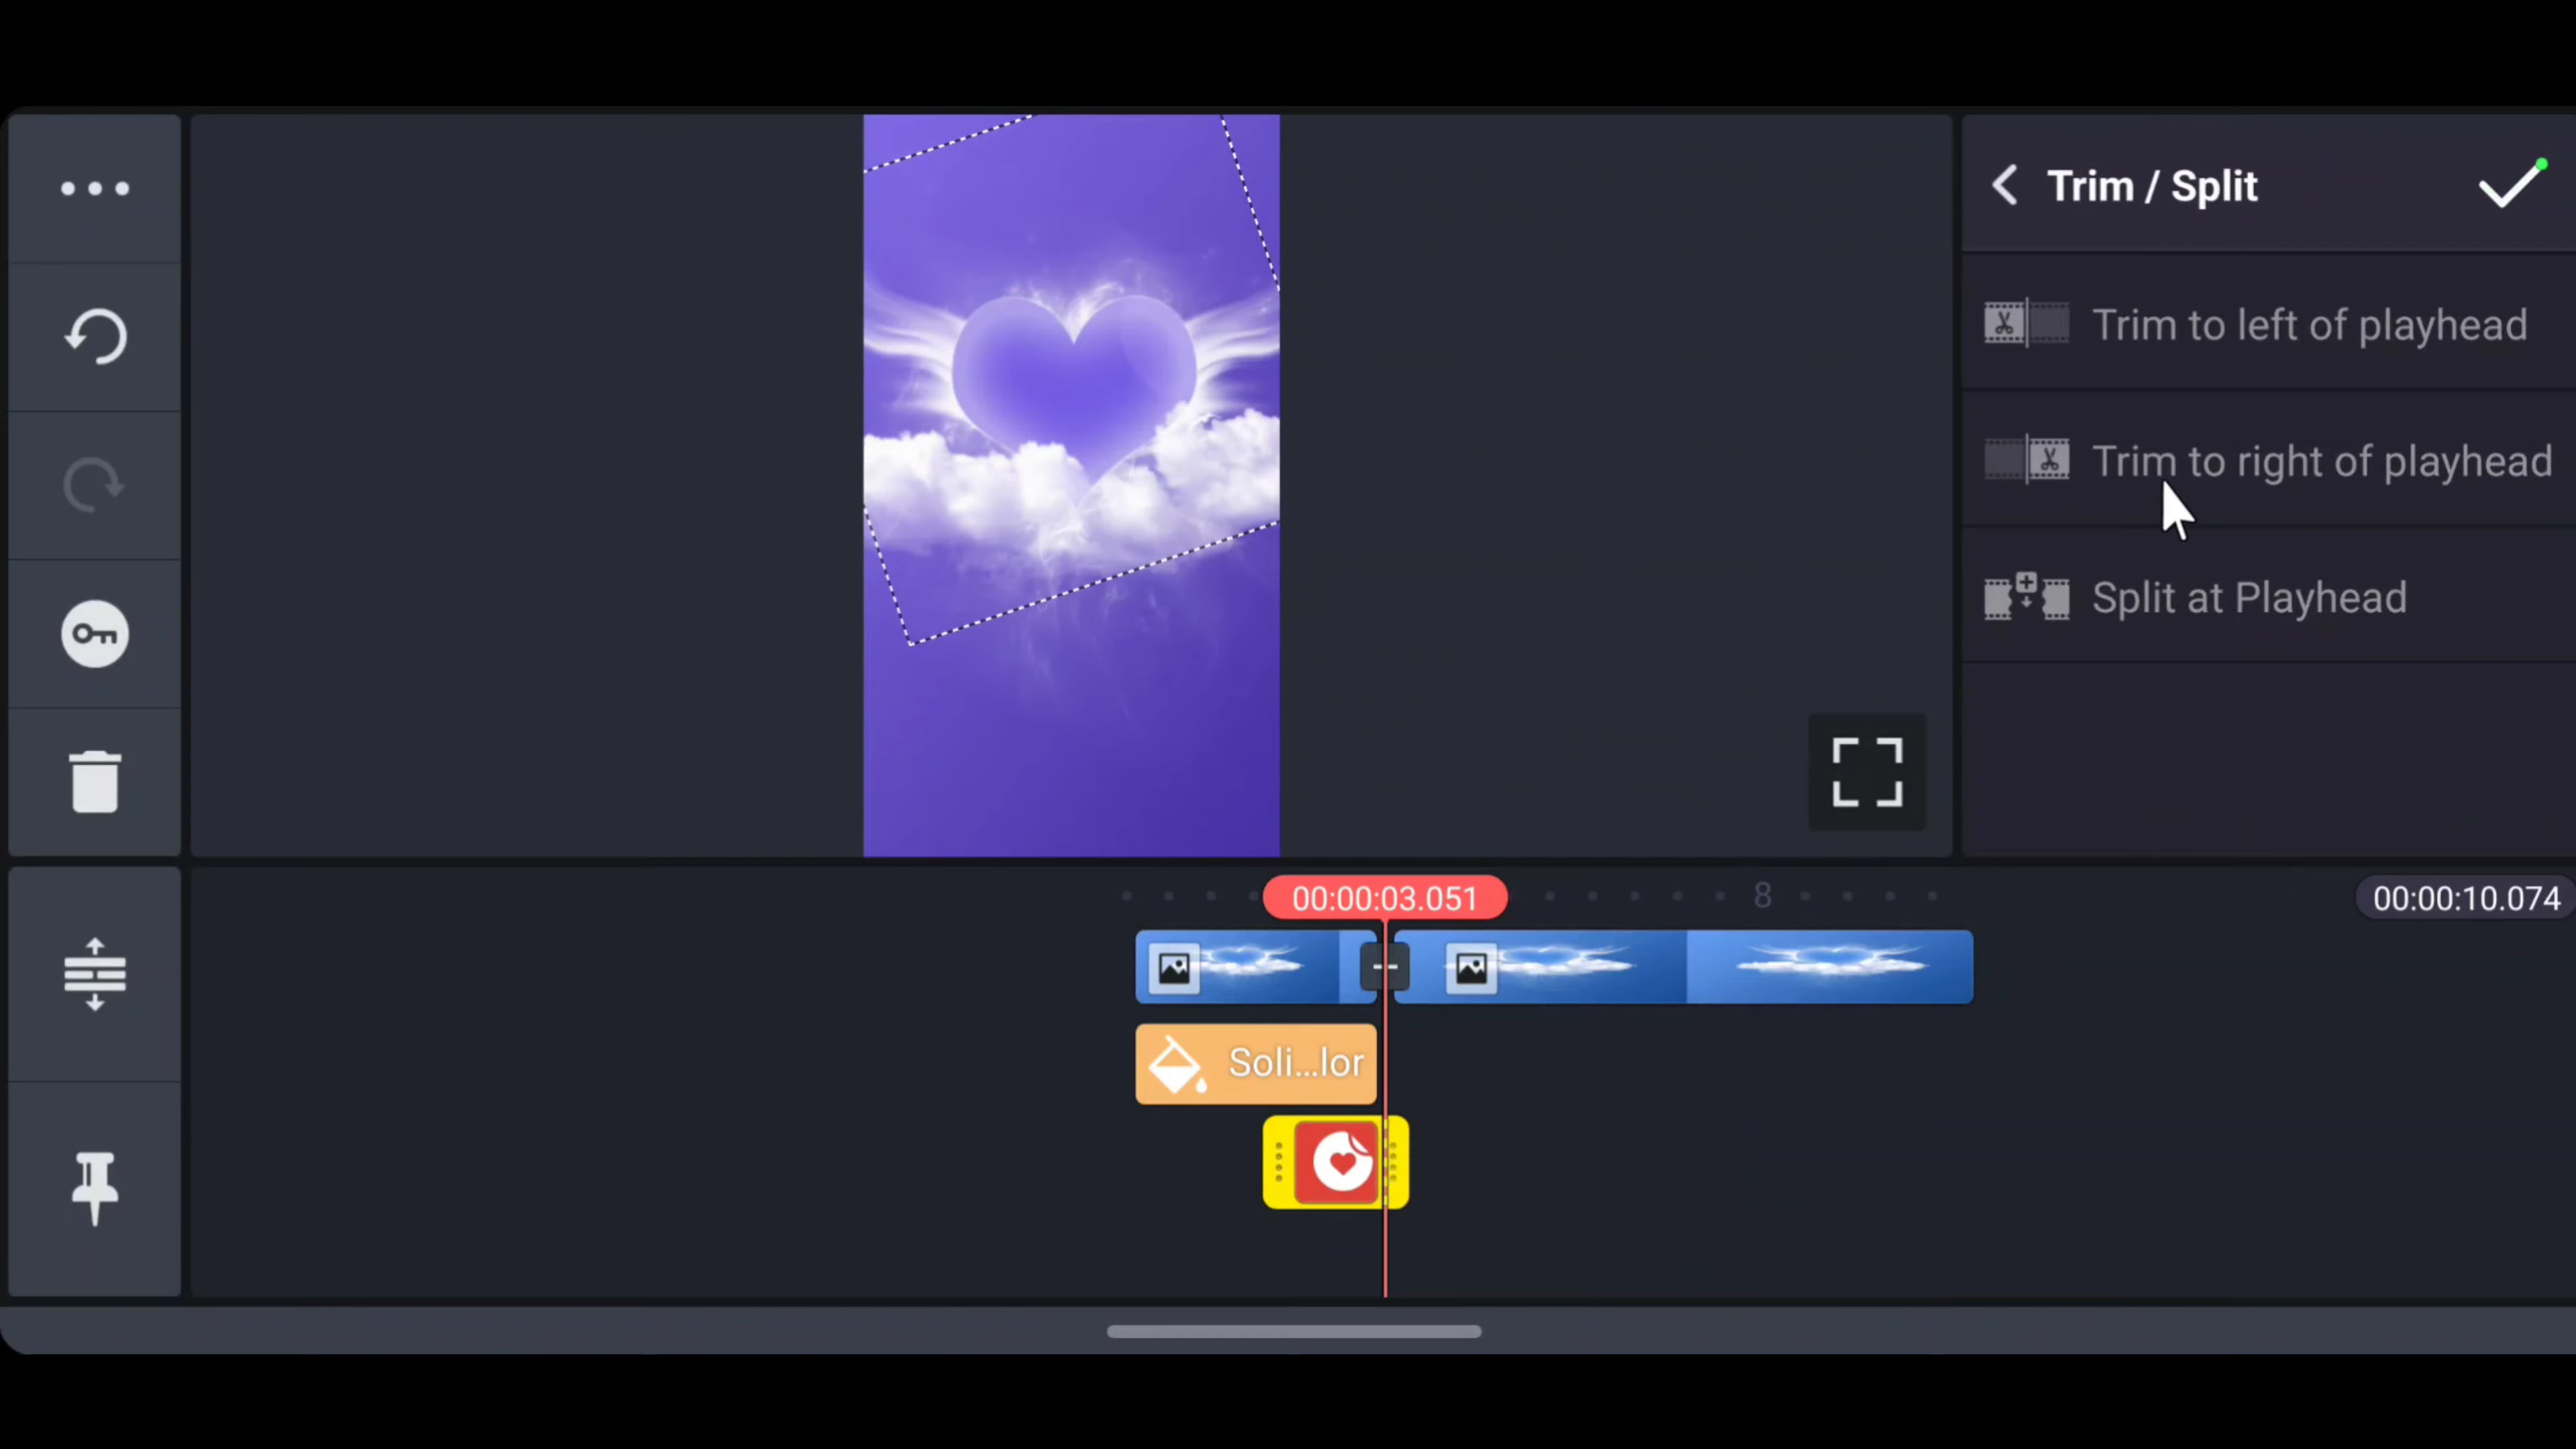 Trim / Split
Trim to left of playhead
Trim to right of playhead
Split at Playhead
00:00:03.051
8
00:00:10.074
Soli...lor